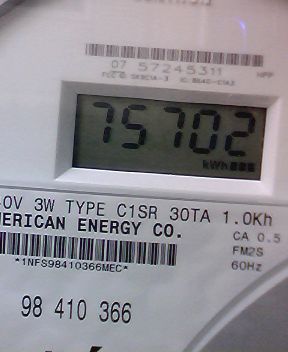 07 57245311
HPP
75702
kWh
0V 3W TYPE C1SR 30TA 1.0Kh
MERICAN ENERGY CO.
CA 0.5
FM2S
60Hz
*1NFS98410366MEC*
98 410 366